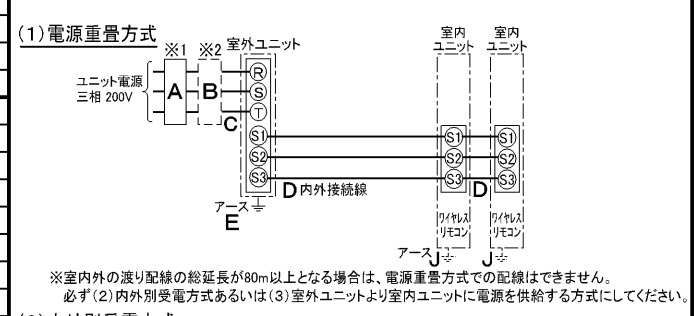 (1)電源重畳方式
※1 ※2 室外ユニット
室内
ユニット
室内
ユニット
ユニット電源
三相 200V
A
B
C
R
S
T
S1
S2
S3
S1
S2
S3
S1
S2
S3
D 内外接続線
D
アース
E
ワイヤレス
リモコン
ワイヤレス
リモコン
アース J
J
※室内外の渡り配線の総延長が80m以上となる場合は、電源重畳方式での配線はできません。
必ず(2)内外別受電方式あるいは(3)室外ユニットより室内ユニットに電源を供給する方式にしてください。